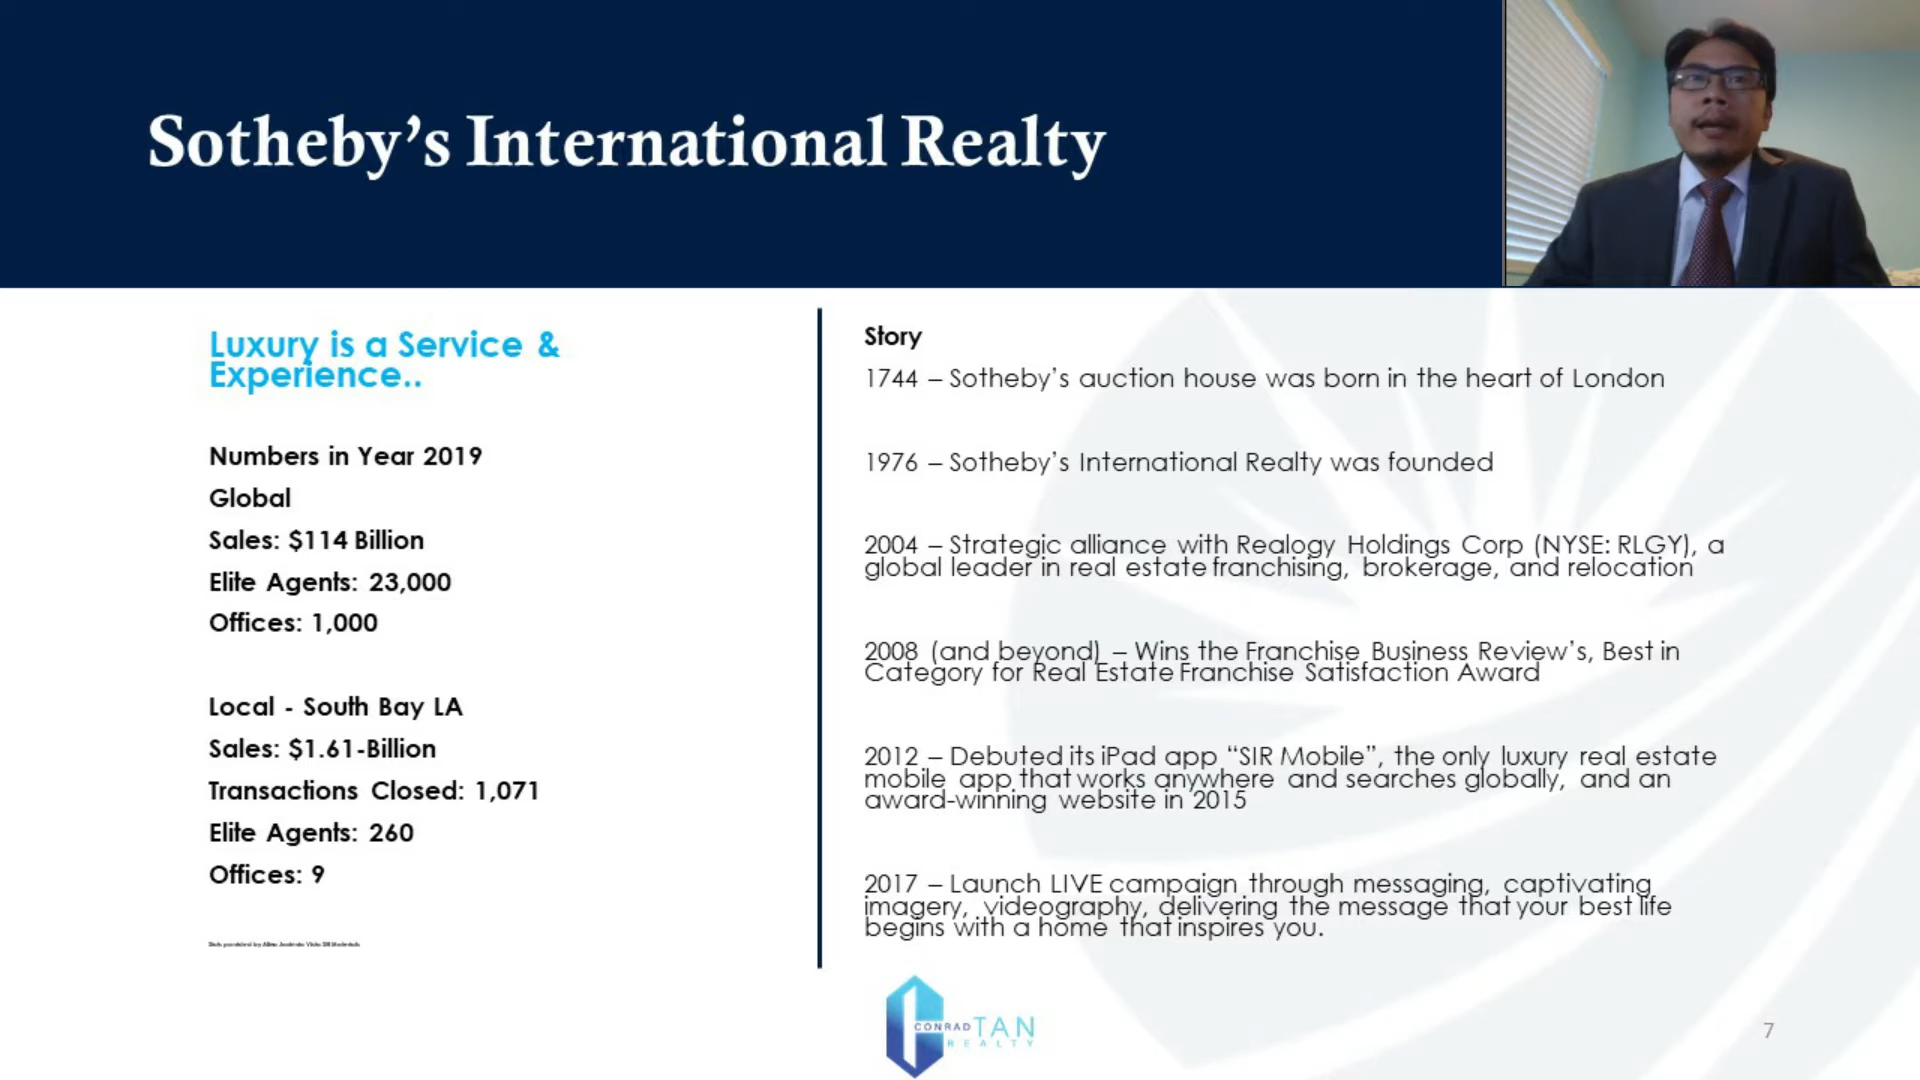 Sotheby’s International Realty
Luxury is a Service &
Experience..
Numbers in Year 2019
Global
Sales: $114 Billion
Elite Agents: 23,000
Offices: 1,000
Local - South Bay LA
Sales: $1.61-Billion
Transactions Closed: 1,071
Elite Agents: 260
Offices: 9
Story
1744 – Sotheby’s auction house was born in the heart of London
1976 – Sotheby’s International Realty was founded
2004 – Strategic alliance with Realogy Holdings Corp (NYSE: RLGY), a
global leader in real estate franchising, brokerage, and relocation
2008 (and beyond) – Wins the Franchise Business Review’s, Best in
Category for Real Estate Franchise Satisfaction Award
2012 – Debuted its iPad app “SIR Mobile”, the only luxury real estate
mobile app that works anywhere and searches globally, and an
award-winning website in 2015
2017 – Launch LIVE campaign through messaging, captivating
imagery, videography, delivering the message that your best life
begins with a home that inspires you.
CONRAD TAN
REALTY
7